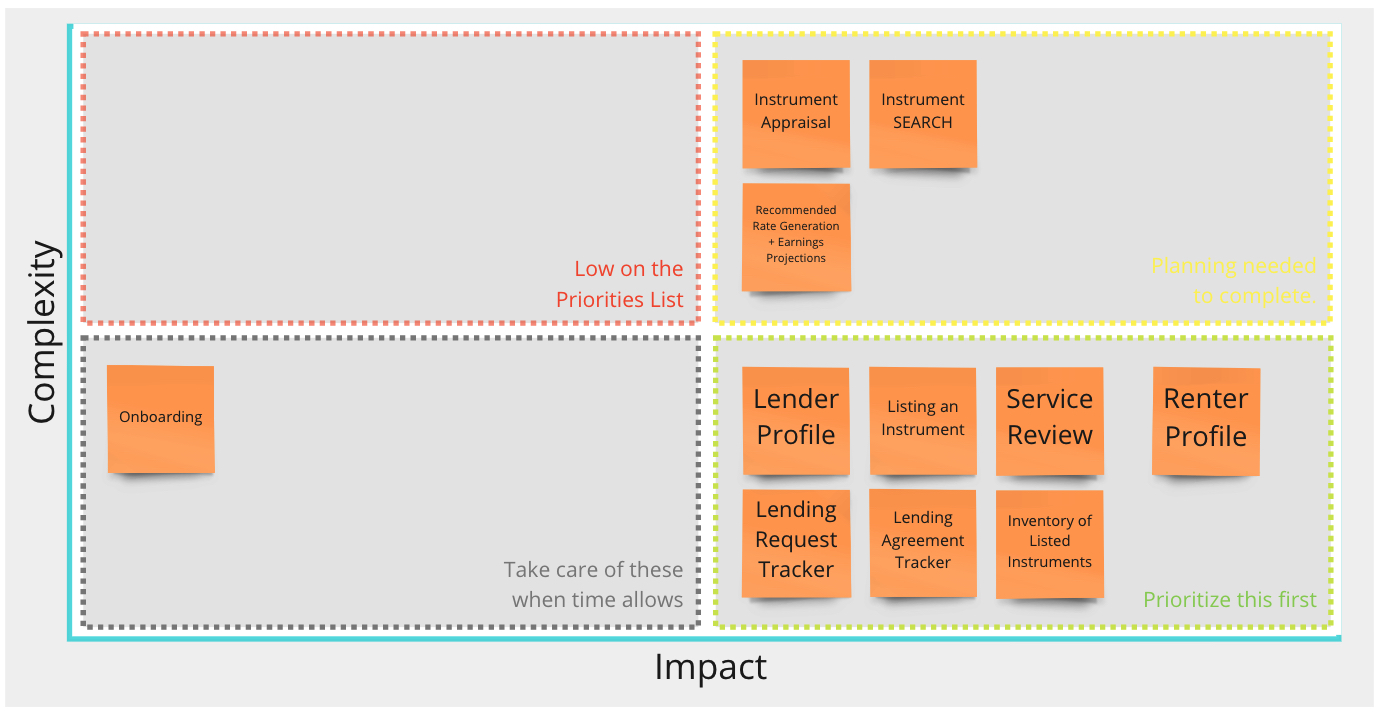 Complexity
Instrument
Appraisal
Instrument
SEARCH
Recommended
Rate Generation
+ Earnings
Projections
Low on the
Priorities List
Planning needed
to complete.
Onboarding
Take care of these
when time allows
Lender
Profile
Listing an
Instrument
Service
Review
Renter
Profile
Lending
Request
Tracker
Lending
Agreement
Tracker
Inventory of
Listed
Instruments
Prioritize this first
Impact